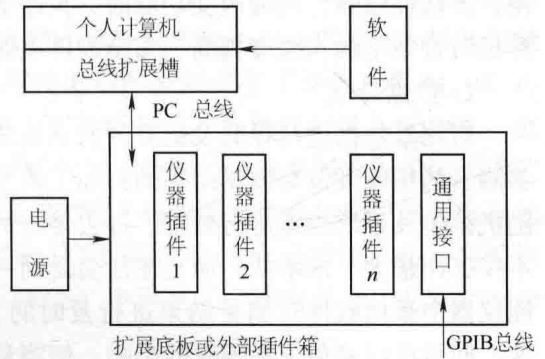 个人计算机
总线扩展槽
软件
PC 总线
电源
仪器插件1
仪器插件2
...
仪器插件n
通用接口
扩展底板或外部插件箱
GPIB总线